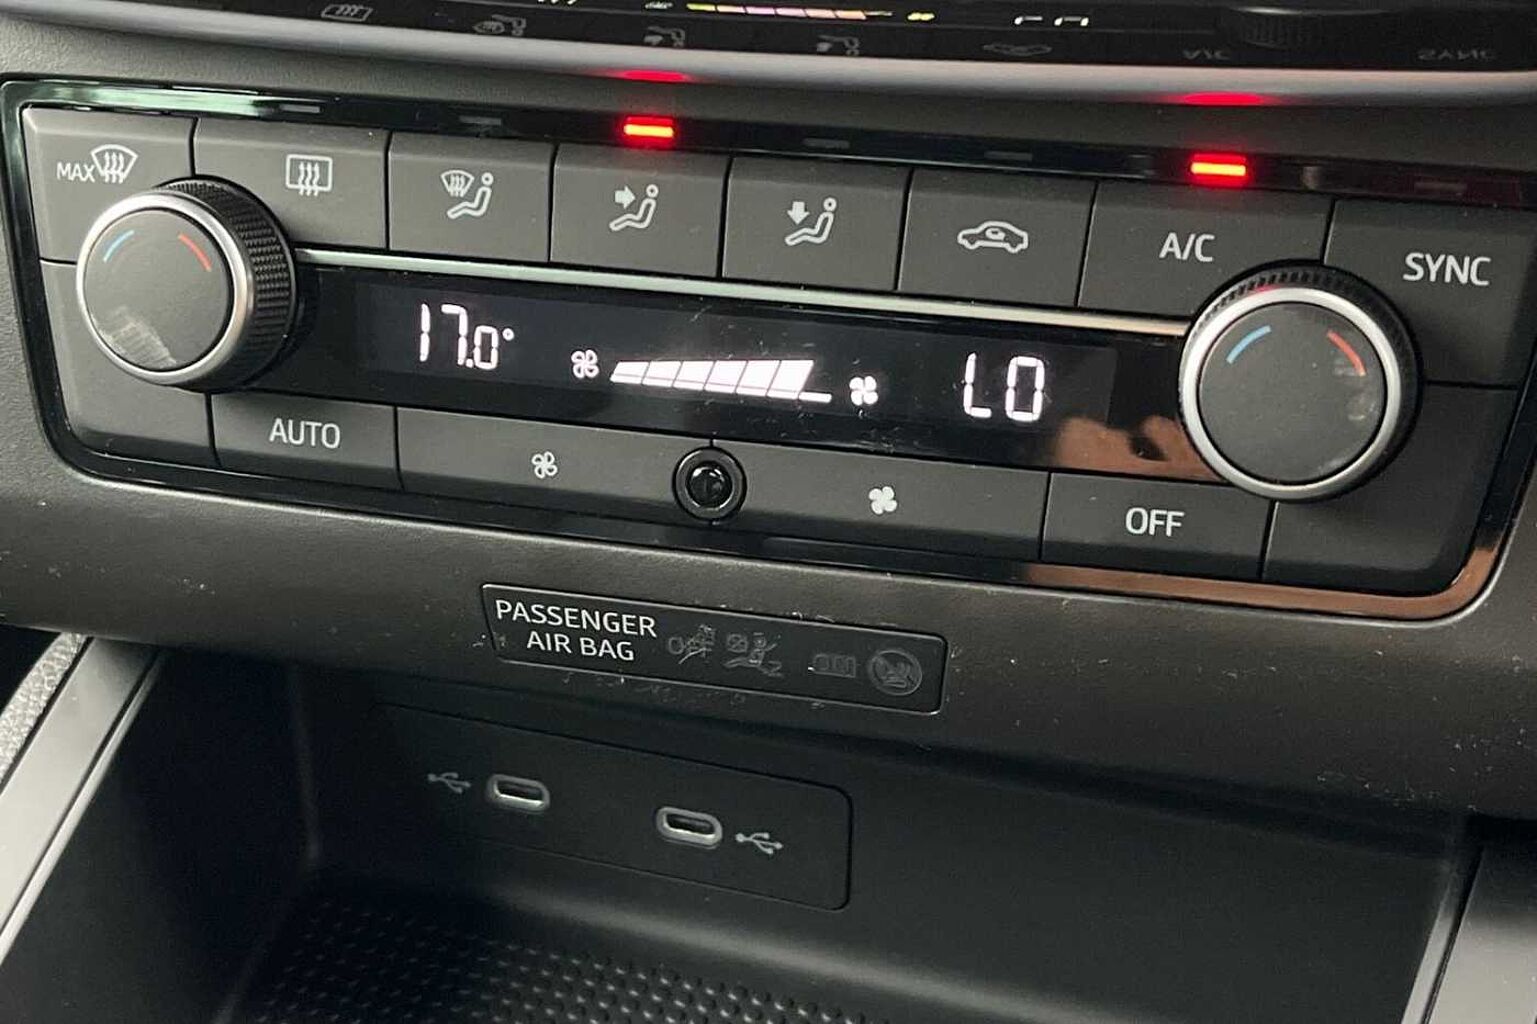 MAX
A/C
SYNC
17.0°
LO
AUTO
OFF
PASSENGER
AIR BAG